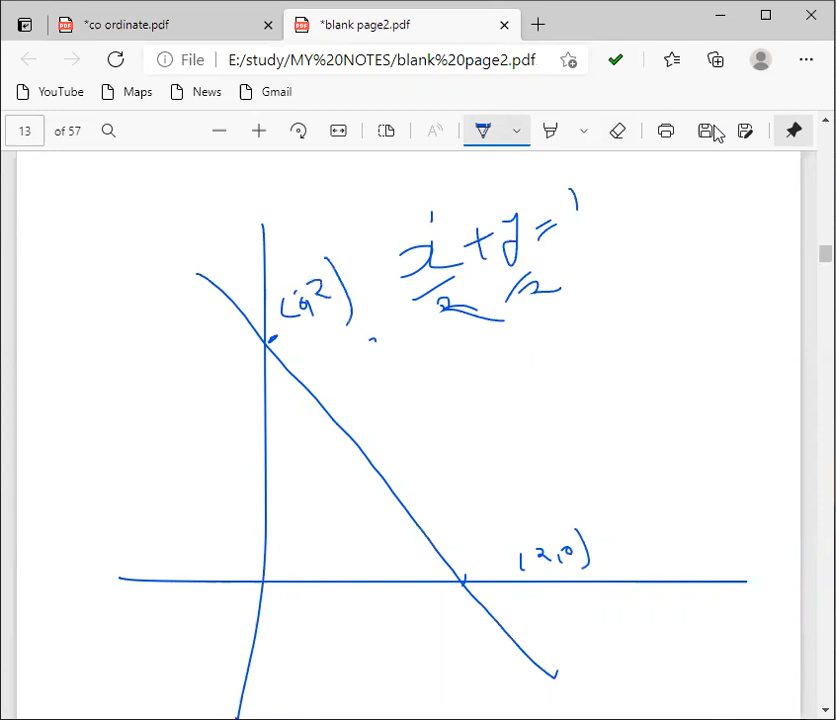 *co ordinate.pdf
*blank page2.pdf
File E:/study/MY%20NOTES/blank%20page2.pdf
YouTube Maps News Gmail
13 of 57
x/2 + y/2 = 1
(0,2)
(2,0)